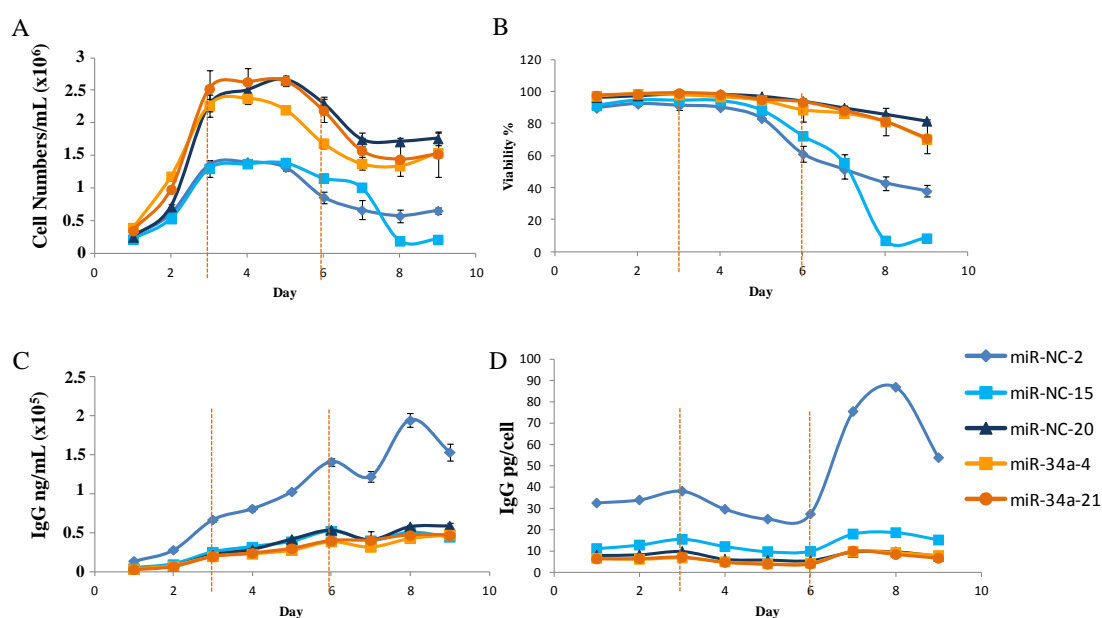 A
Cell Numbers/mL (x10⁶)
3
2.5
2
1.5
1
0.5
0
0 2 4 6 8 10
Day
B
Viability %
120
100
80
60
40
20
0
0 2 4 6 8 10
Day
C
IgG ng/mL (x10⁵)
2.5
2
1.5
1
0.5
0
0 2 4 6 8 10
Day
D
IgG pg/cell
100
90
80
70
60
50
40
30
20
10
0
0 2 4 6 8 10
Day
miR-NC-2
miR-NC-15
miR-NC-20
miR-34a-4
miR-34a-21